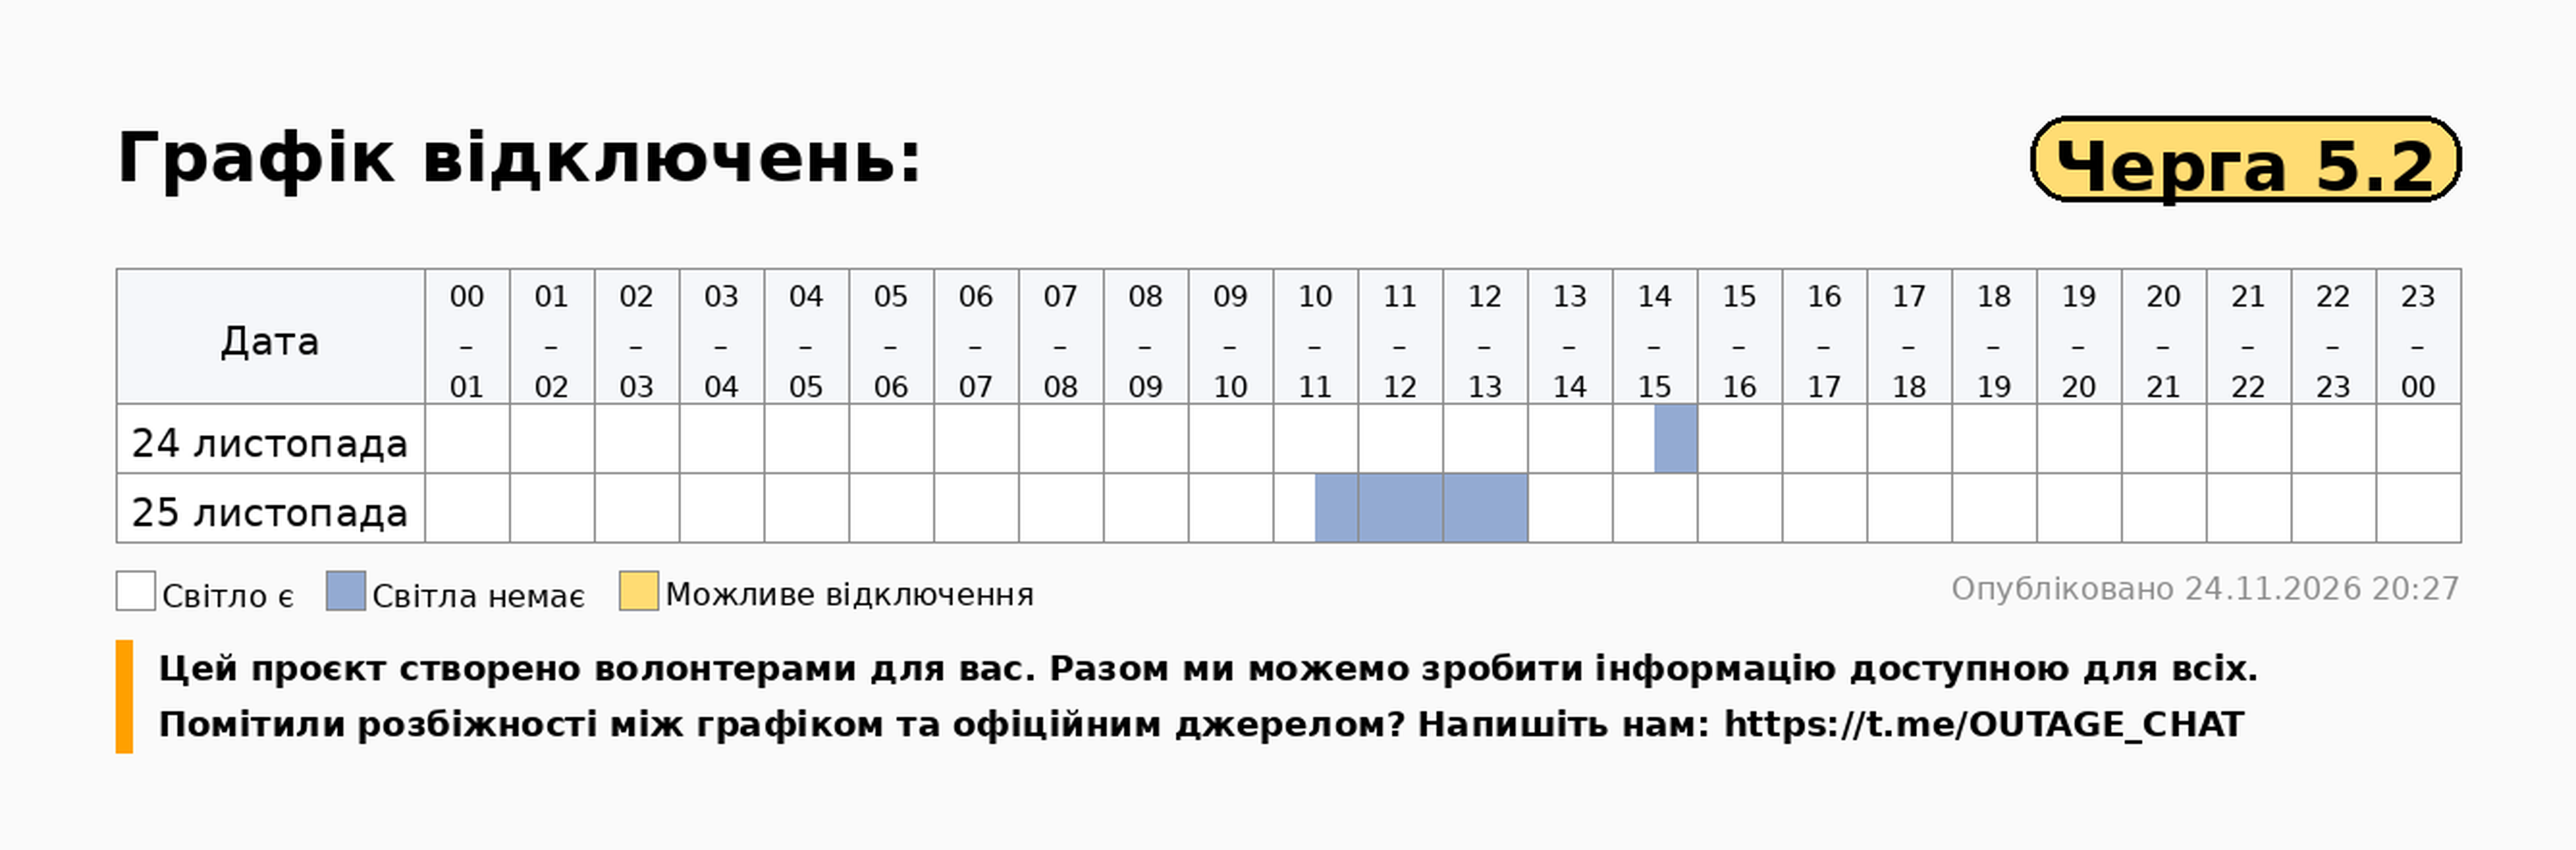 Графік відключень:
Черга 5.2
Дата
00 – 01
01 – 02
02 – 03
03 – 04
04 – 05
05 – 06
06 – 07
07 – 08
08 – 09
09 – 10
10 – 11
11 – 12
12 – 13
13 – 14
14 – 15
15 – 16
16 – 17
17 – 18
18 – 19
19 – 20
20 – 21
21 – 22
22 – 23
23 – 00
24 листопада
25 листопада
Світло є
Світла немає
Можливе відключення
Опубліковано 24.11.2026 20:27
Цей проєкт створено волонтерами для вас. Разом ми можемо зробити інформацію доступною для всіх.
Помітили розбіжності між графіком та офіційним джерелом? Напишіть нам: https://t.me/OUTAGE_CHAT